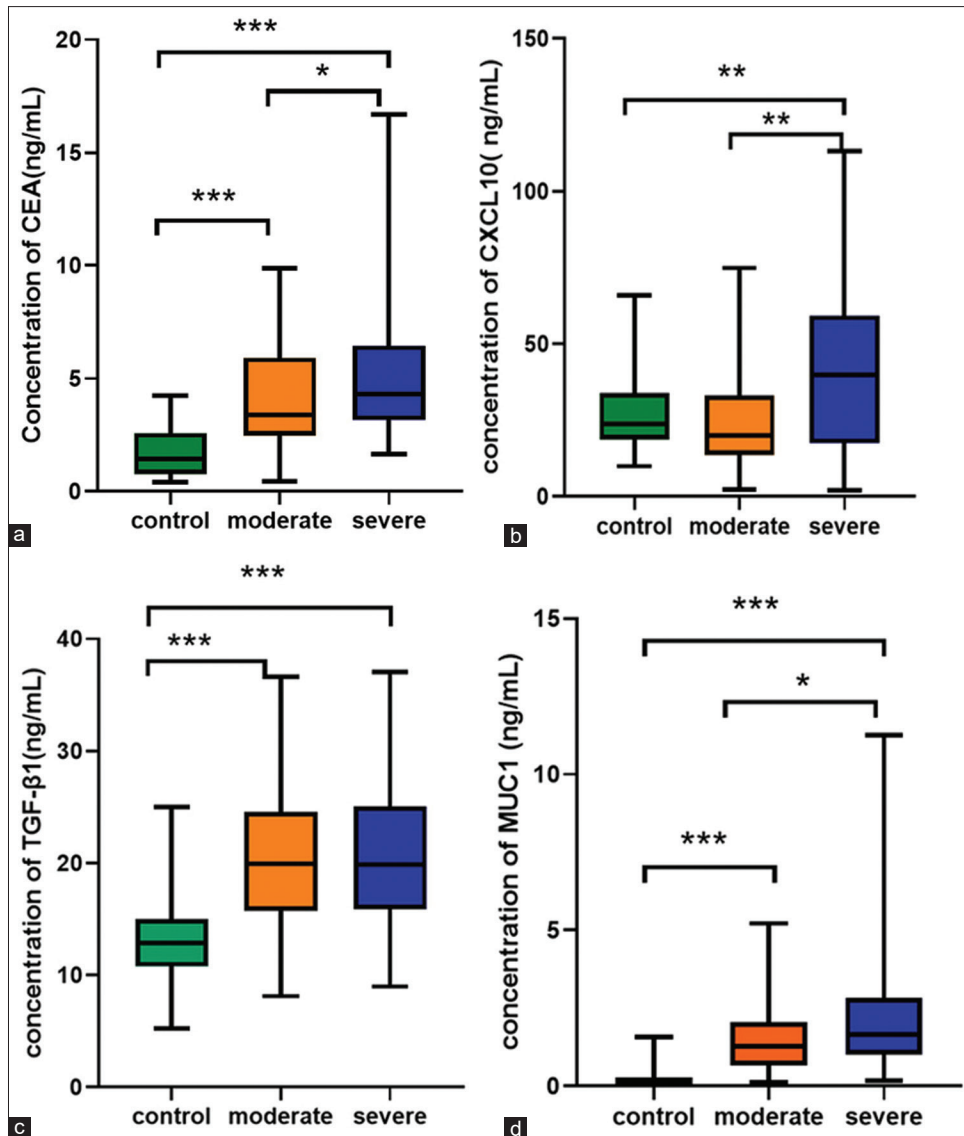 20
15
10
5
0
Concentration of CEA(ng/mL)
***
*
***
control moderate severe
a
150
100
50
0
concentration of CXCL10( ng/mL)
**
**
control moderate severe
b
40
30
20
10
0
concentration of TGF-β1(ng/mL)
***
***
control moderate severe
c
15
10
5
0
concentration of MUC1 (ng/mL)
***
*
***
control moderate severe
d